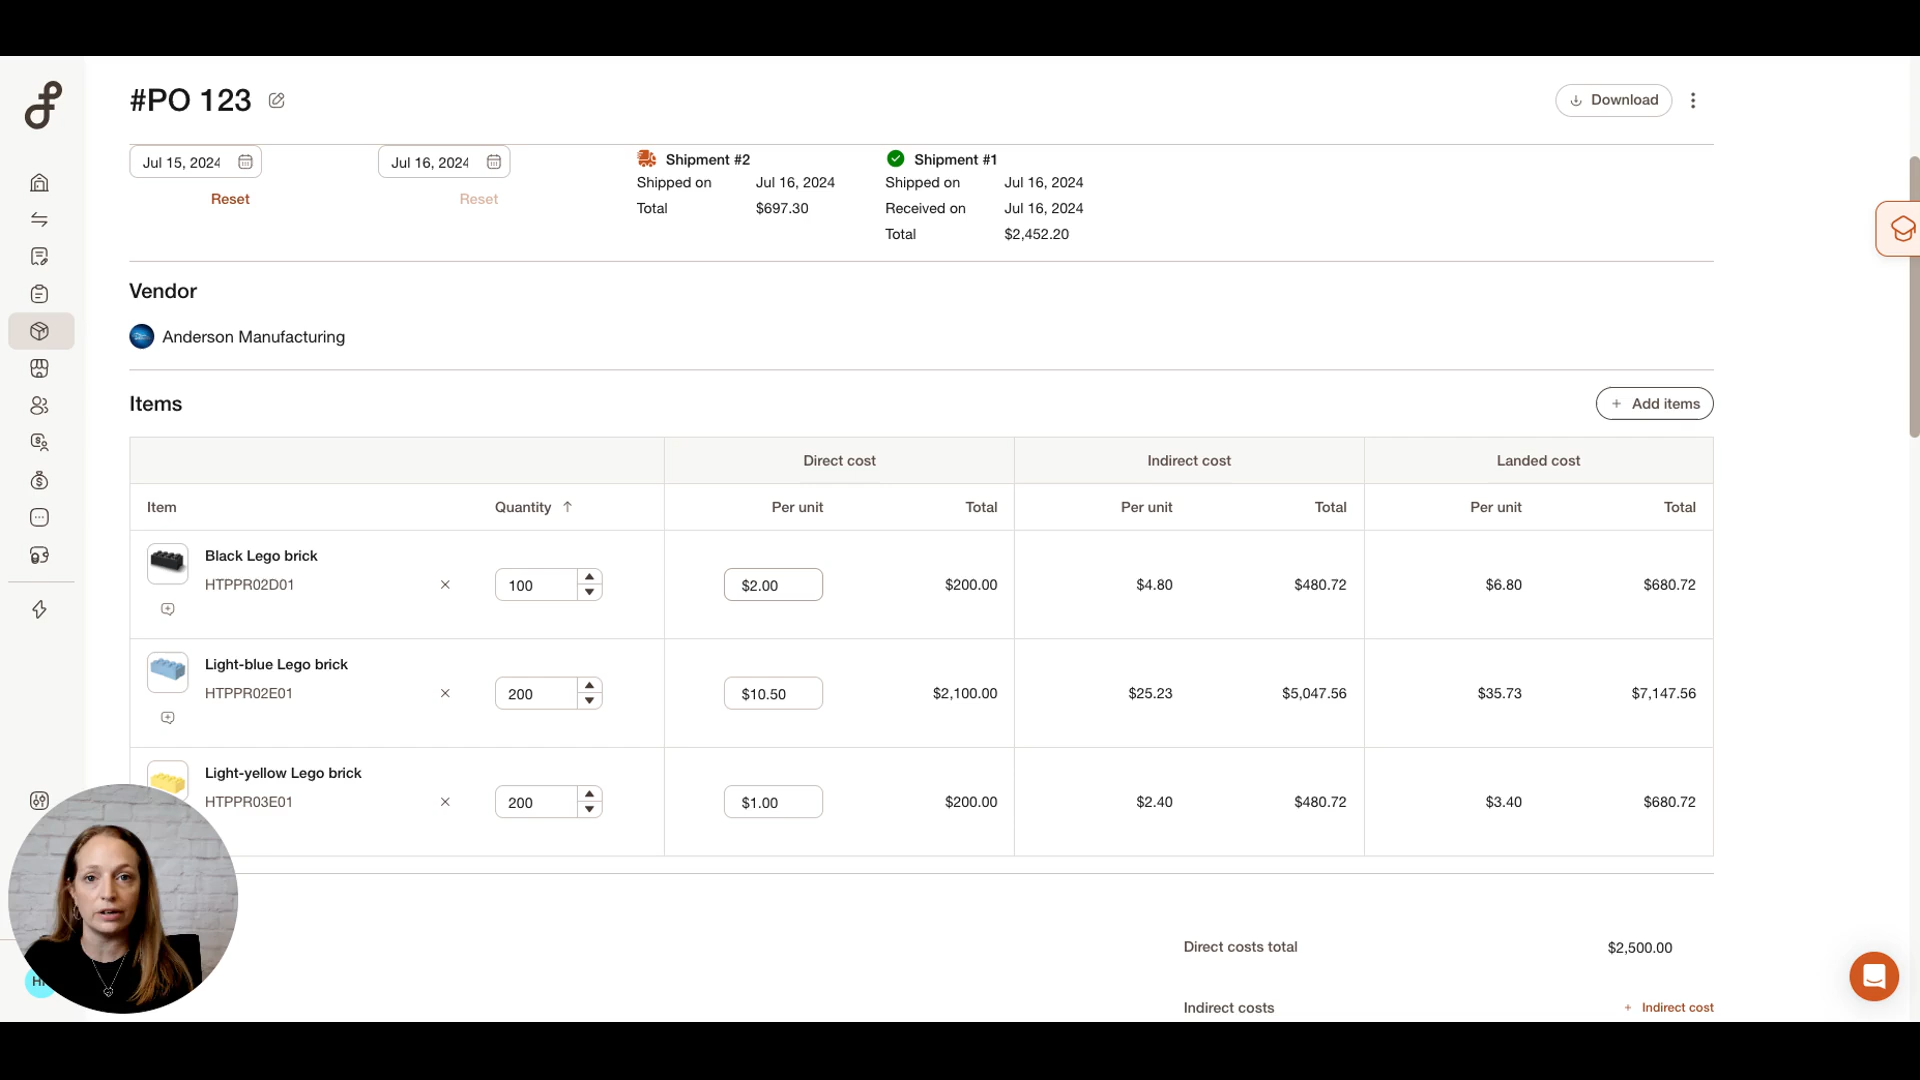 #PO 123
Download
Jul 15, 2024
Jul 16, 2024
Reset
Reset
Shipment #2
Shipped on Jul 16, 2024
Total $697.30
Shipment #1
Shipped on Jul 16, 2024
Received on Jul 16, 2024
Total $2,452.20
Vendor
Anderson Manufacturing
Items
+ Add items
Direct cost Indirect cost Landed cost
Item Quantity ↑ Per unit Total Per unit Total Per unit Total
Black Lego brick
HTPPR02D01 × 100 $2.00 $200.00 $4.80 $480.72 $6.80 $680.72
Light-blue Lego brick
HTPPR02E01 × 200 $10.50 $2,100.00 $25.23 $5,047.56 $35.73 $7,147.56
Light-yellow Lego brick
HTPPR03E01 × 200 $1.00 $200.00 $2.40 $480.72 $3.40 $680.72
Direct costs total $2,500.00
Indirect costs + Indirect cost